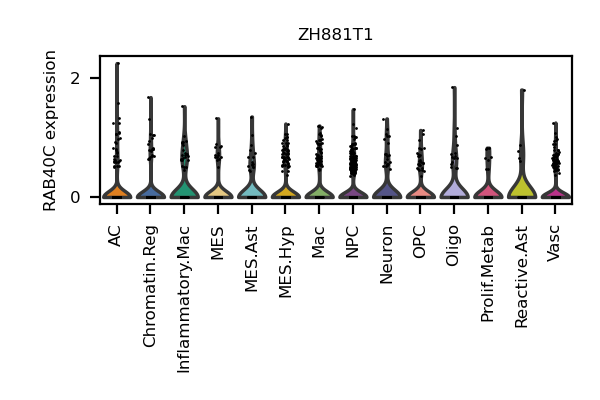 ZH881T1
RAB40C expression
2
0
AC
Chromatin.Reg
Inflammatory.Mac
MES
MES.Ast
MES.Hyp
Mac
NPC
Neuron
OPC
Oligo
Prolif.Metab
Reactive.Ast
Vasc